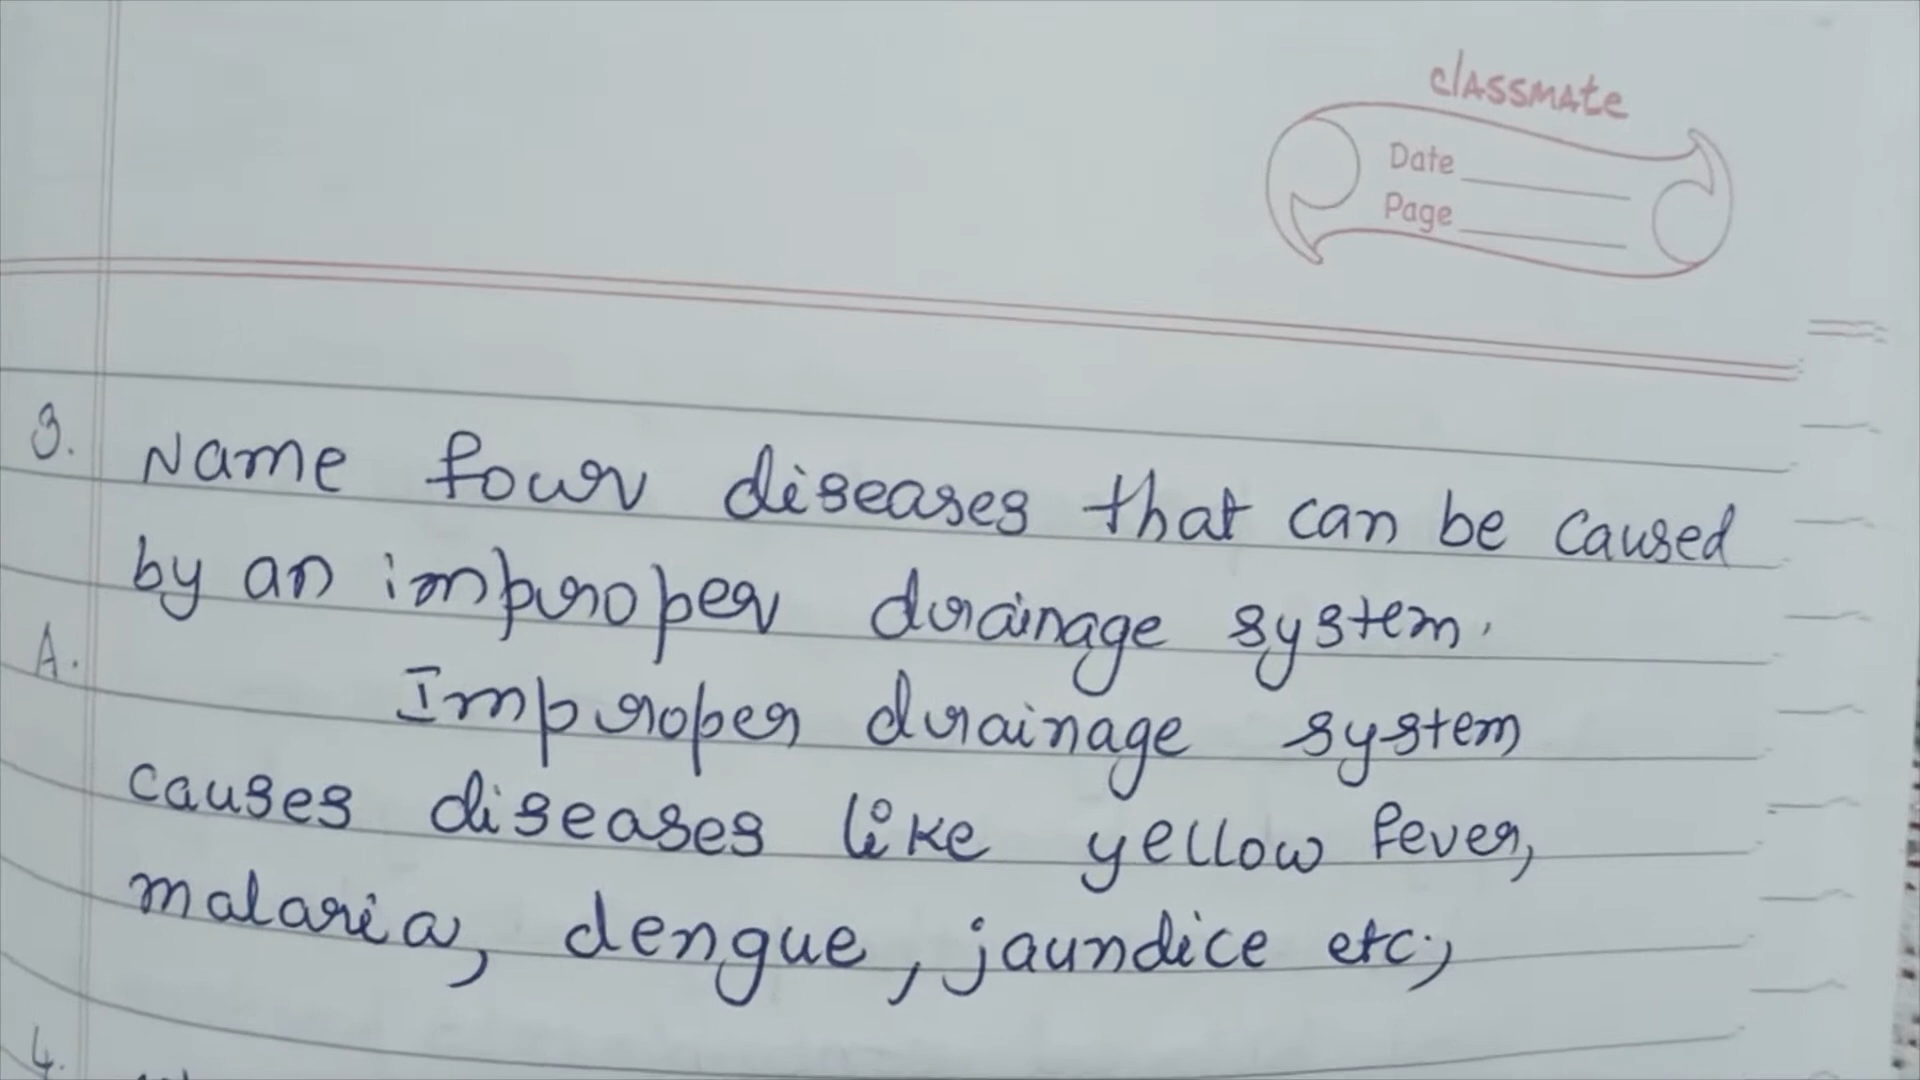 classmate
Date
Page
3. Name four diseases that can be caused
by an improper drainage system.
A. Improper drainage system
causes diseases like yellow fever,
malaria, dengue, jaundice etc;
4.